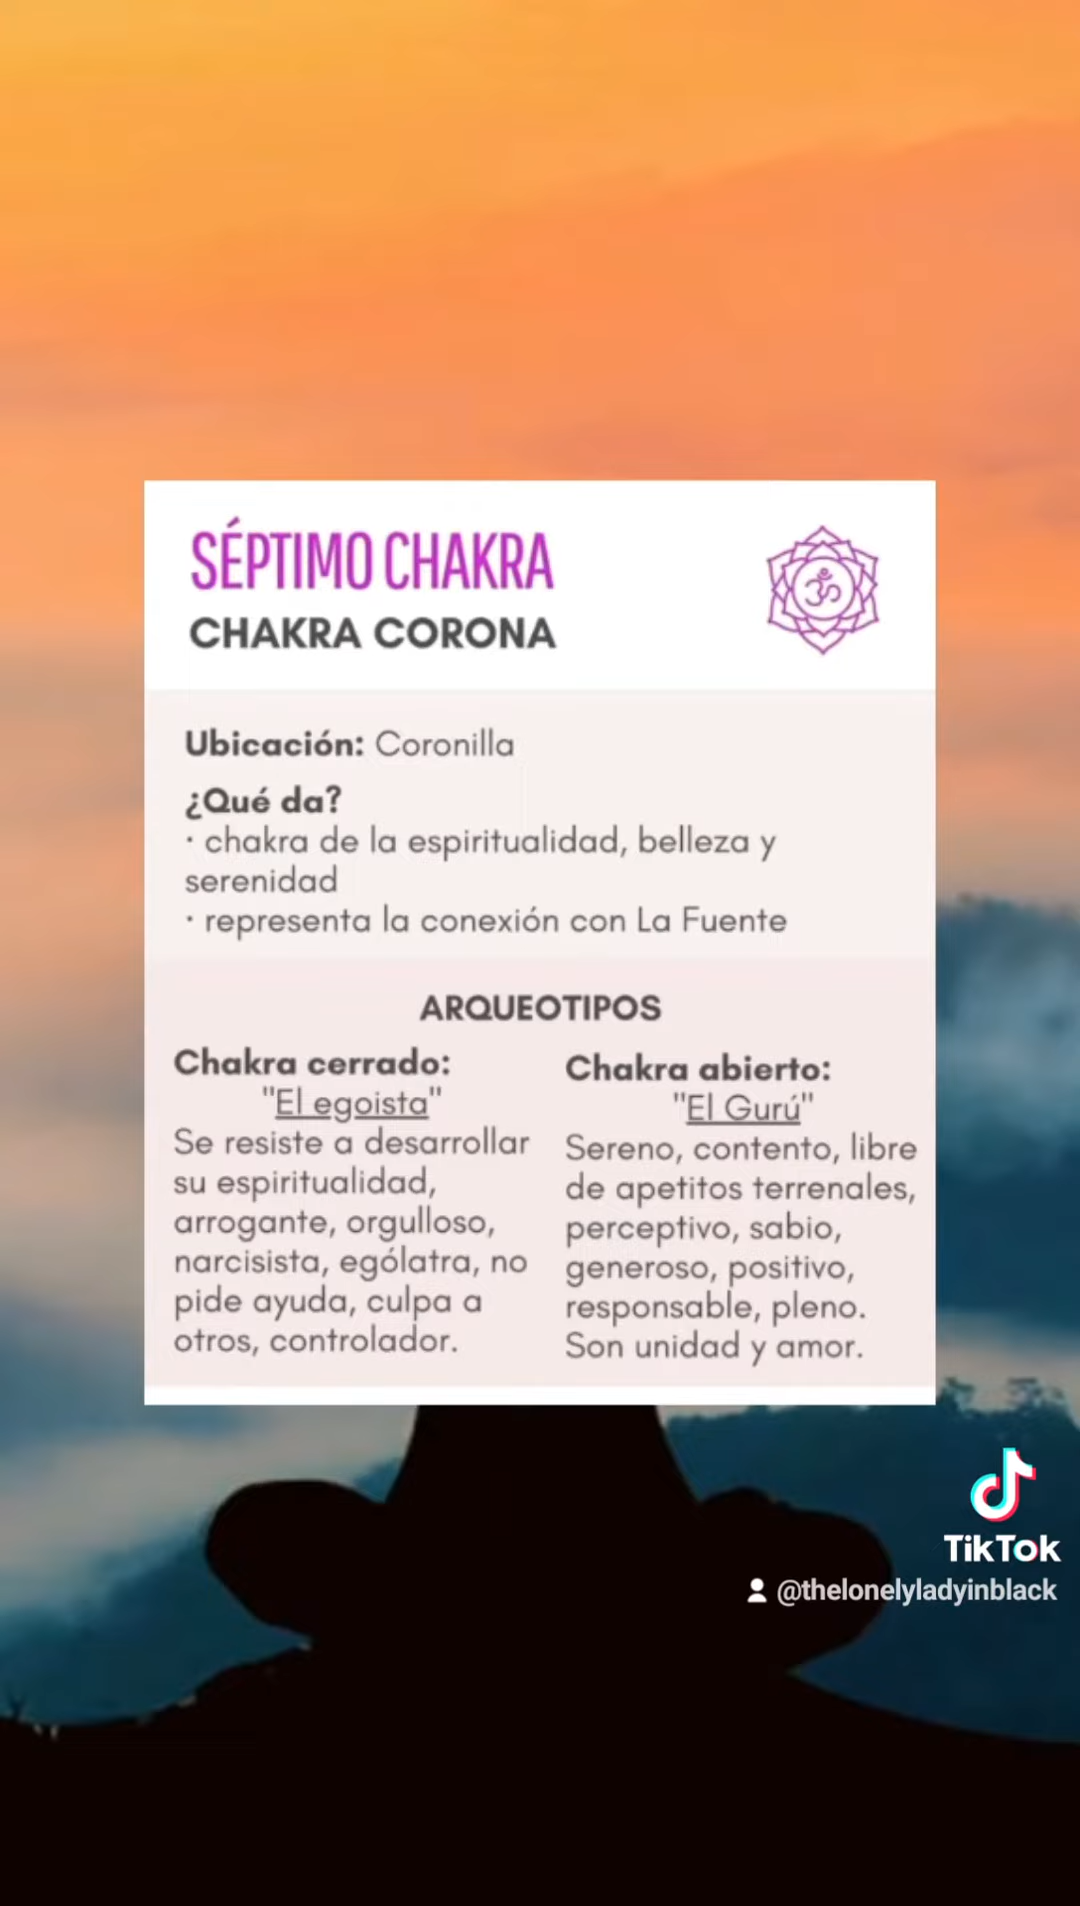 SÉPTIMO CHAKRA
CHAKRA CORONA
Ubicación: Coronilla
¿Qué da?
· chakra de la espiritualidad, belleza y
serenidad
· representa la conexión con La Fuente
ARQUEOTIPOS
Chakra cerrado:
"El egoista"
Se resiste a desarrollar
su espiritualidad,
arrogante, orgulloso,
narcisista, ególatra, no
pide ayuda, culpa a
otros, controlador.
Chakra abierto:
"El Gurú"
Sereno, contento, libre
de apetitos terrenales,
perceptivo, sabio,
generoso, positivo,
responsable, pleno.
Son unidad y amor.
TikTok
@thelonelyladyinblack